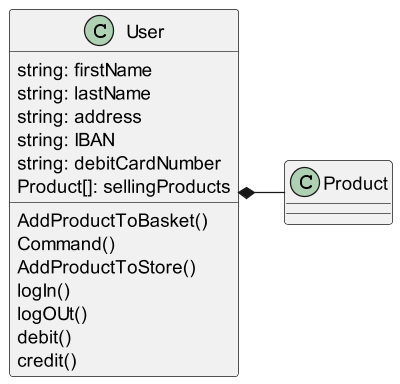 C User
string: firstName
string: lastName
string: address
string: IBAN
string: debitCardNumber
Product[]: sellingProducts
AddProductToBasket()
Command()
AddProductToStore()
logIn()
logOUt()
debit()
credit()
C Product